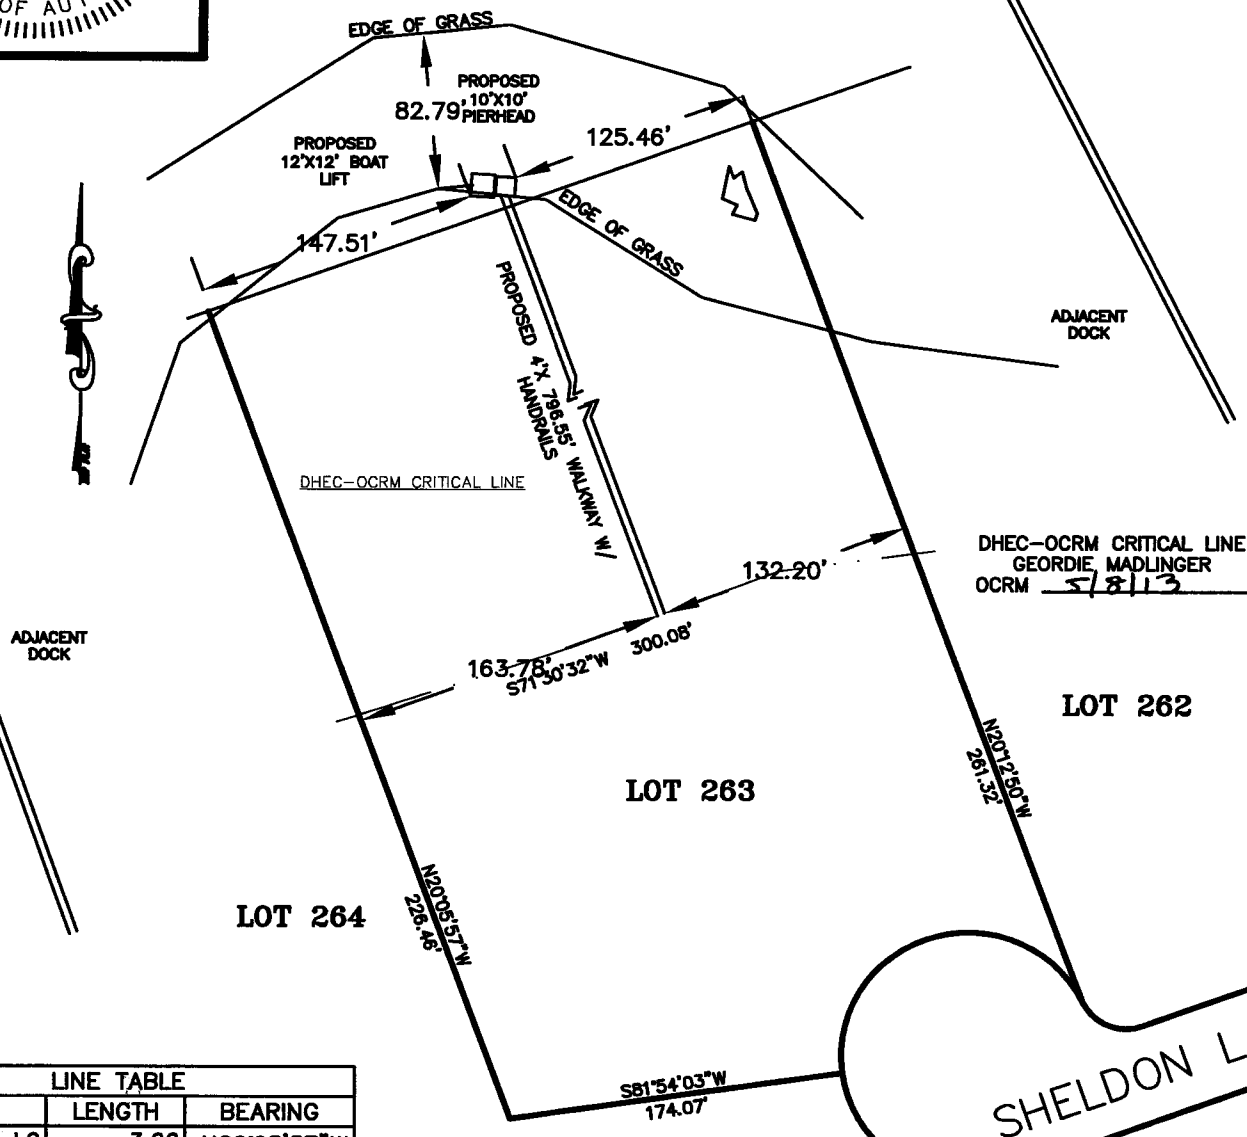 OF AU
EDGE OF GRASS
PROPOSED
10'X10'
PIERHEAD
82.79'
125.46'
PROPOSED
12'X12' BOAT
LIFT
147.51'
EDGE OF GRASS
PROPOSED 4'X 796.55' WALKWAY W/
HANDRAILS
ADJACENT
DOCK
DHEC-OCRM CRITICAL LINE
DHEC-OCRM CRITICAL LINE
GEORDIE MADLINGER
OCRM 5/8/13
132.20'
ADJACENT
DOCK
163.78'
S71°30'32"W 300.08'
LOT 262
N20°12'50"W
261.32'
LOT 263
N20°05'57"W
226.46'
LOT 264
S81°54'03"W
174.07'
SHELDON L
LINE TABLE
LENGTH BEARING